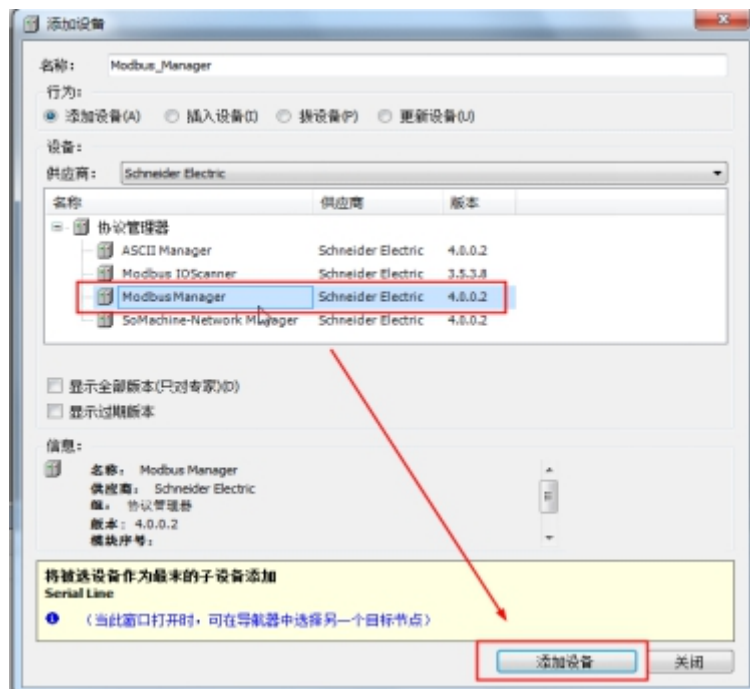 添加设备
名称: Modbus_Manager
行为:
添加设备(A) 插入设备(I) 拔设备(P) 更新设备(U)
设备:
供应商: Schneider Electric
名称 供应商 版本
协议管理器
ASCII Manager Schneider Electric 4.0.0.2
Modbus IOScanner Schneider Electric 3.5.3.8
Modbus Manager Schneider Electric 4.0.0.2
SoMachine-Network Manager Schneider Electric 4.0.0.2
显示全部版本(只对专家)(D)
显示过期版本
信息:
名称: Modbus Manager
供应商: Schneider Electric
组: 协议管理器
版本: 4.0.0.2
模块序号:
将被选设备作为最末的子设备添加
Serial Line
(当此窗口打开时,可在导航器中选择另一个目标节点)
添加设备 关闭